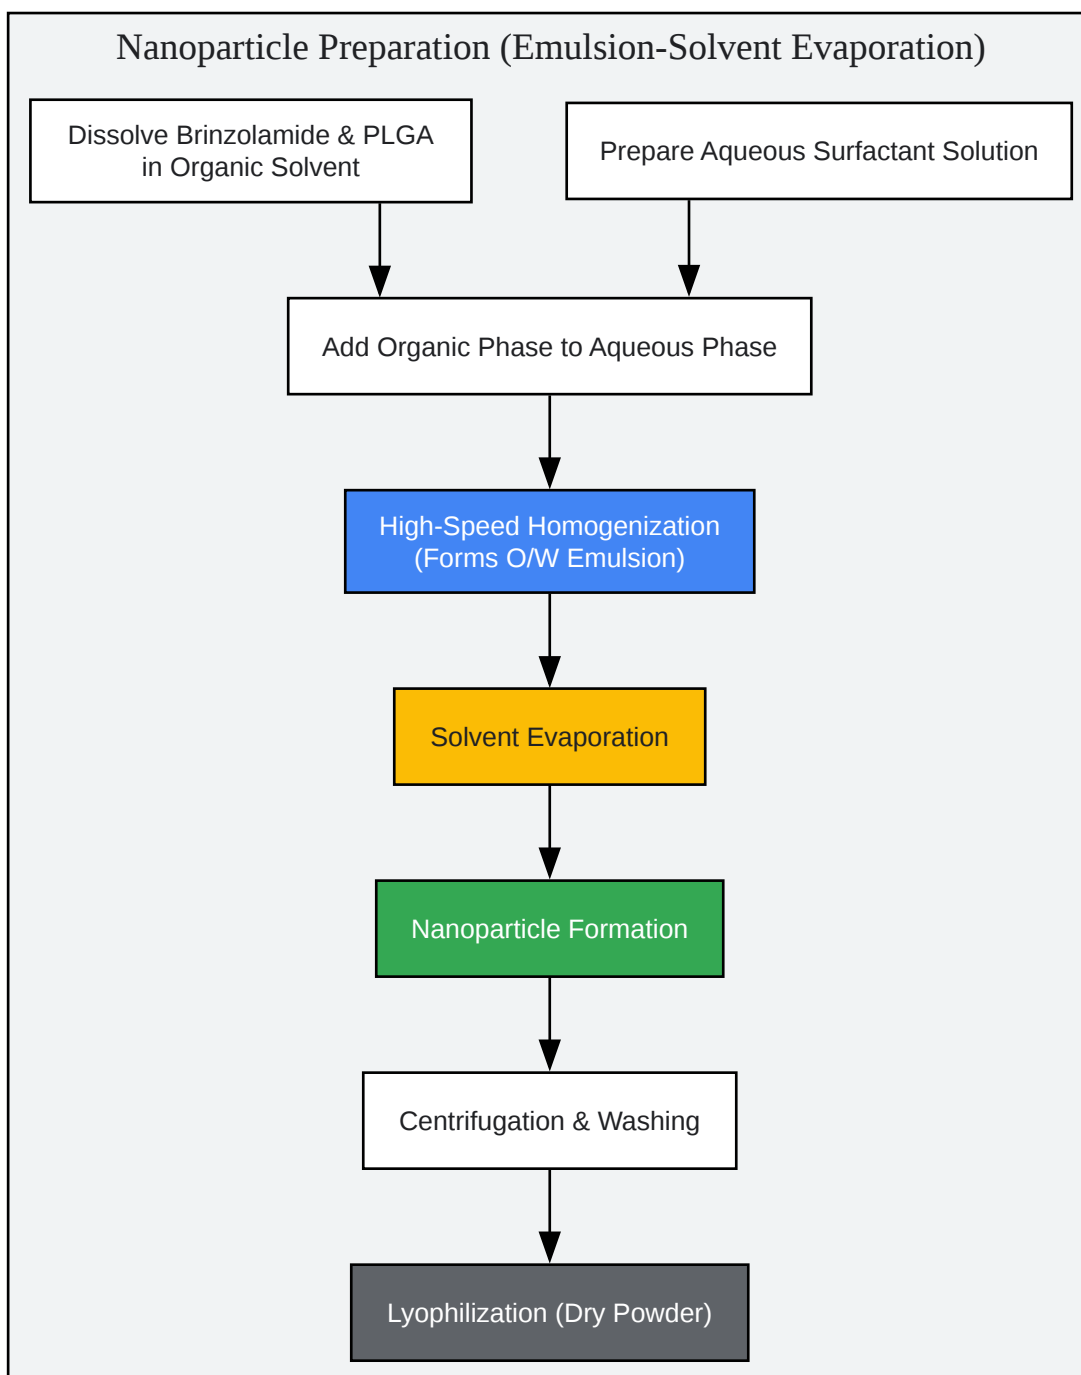 Nanoparticle Preparation (Emulsion-Solvent Evaporation)
Dissolve Brinzolamide & PLGA
in Organic Solvent
Prepare Aqueous Surfactant Solution
Add Organic Phase to Aqueous Phase
High-Speed Homogenization
(Forms O/W Emulsion)
Solvent Evaporation
Nanoparticle Formation
Centrifugation & Washing
Lyophilization (Dry Powder)